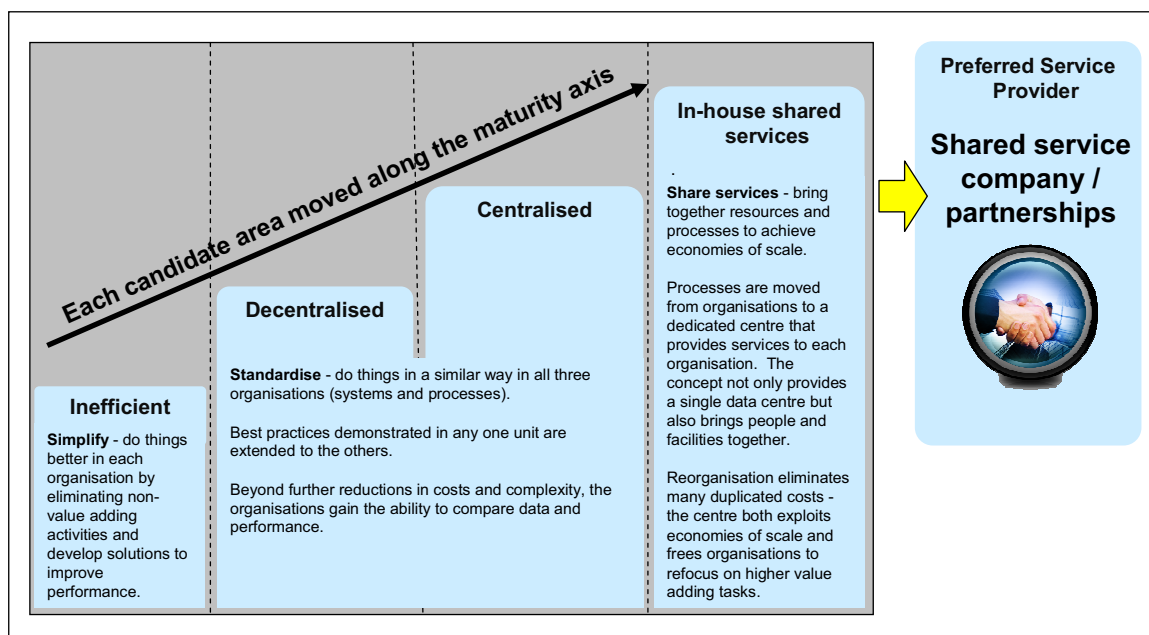 Each candidate area moved along the maturity axis
Inefficient
Simplify - do things
better in each
organisation by
eliminating non-
value adding
activities and
develop solutions to
improve
performance.
Decentralised
Centralised
Standardise - do things in a similar way in all three
organisations (systems and processes).
Best practices demonstrated in any one unit are
extended to the others.
Beyond further reductions in costs and complexity, the
organisations gain the ability to compare data and
performance.
In-house shared
services
.
Share services - bring
together resources and
processes to achieve
economies of scale.
Processes are moved
from organisations to a
dedicated centre that
provides services to each
organisation.  The
concept not only provides
a single data centre but
also brings people and
facilities together.
Reorganisation eliminates
many duplicated costs -
the centre both exploits
economies of scale and
frees organisations to
refocus on higher value
adding tasks.
Preferred Service
Provider
Shared service
company /
partnerships